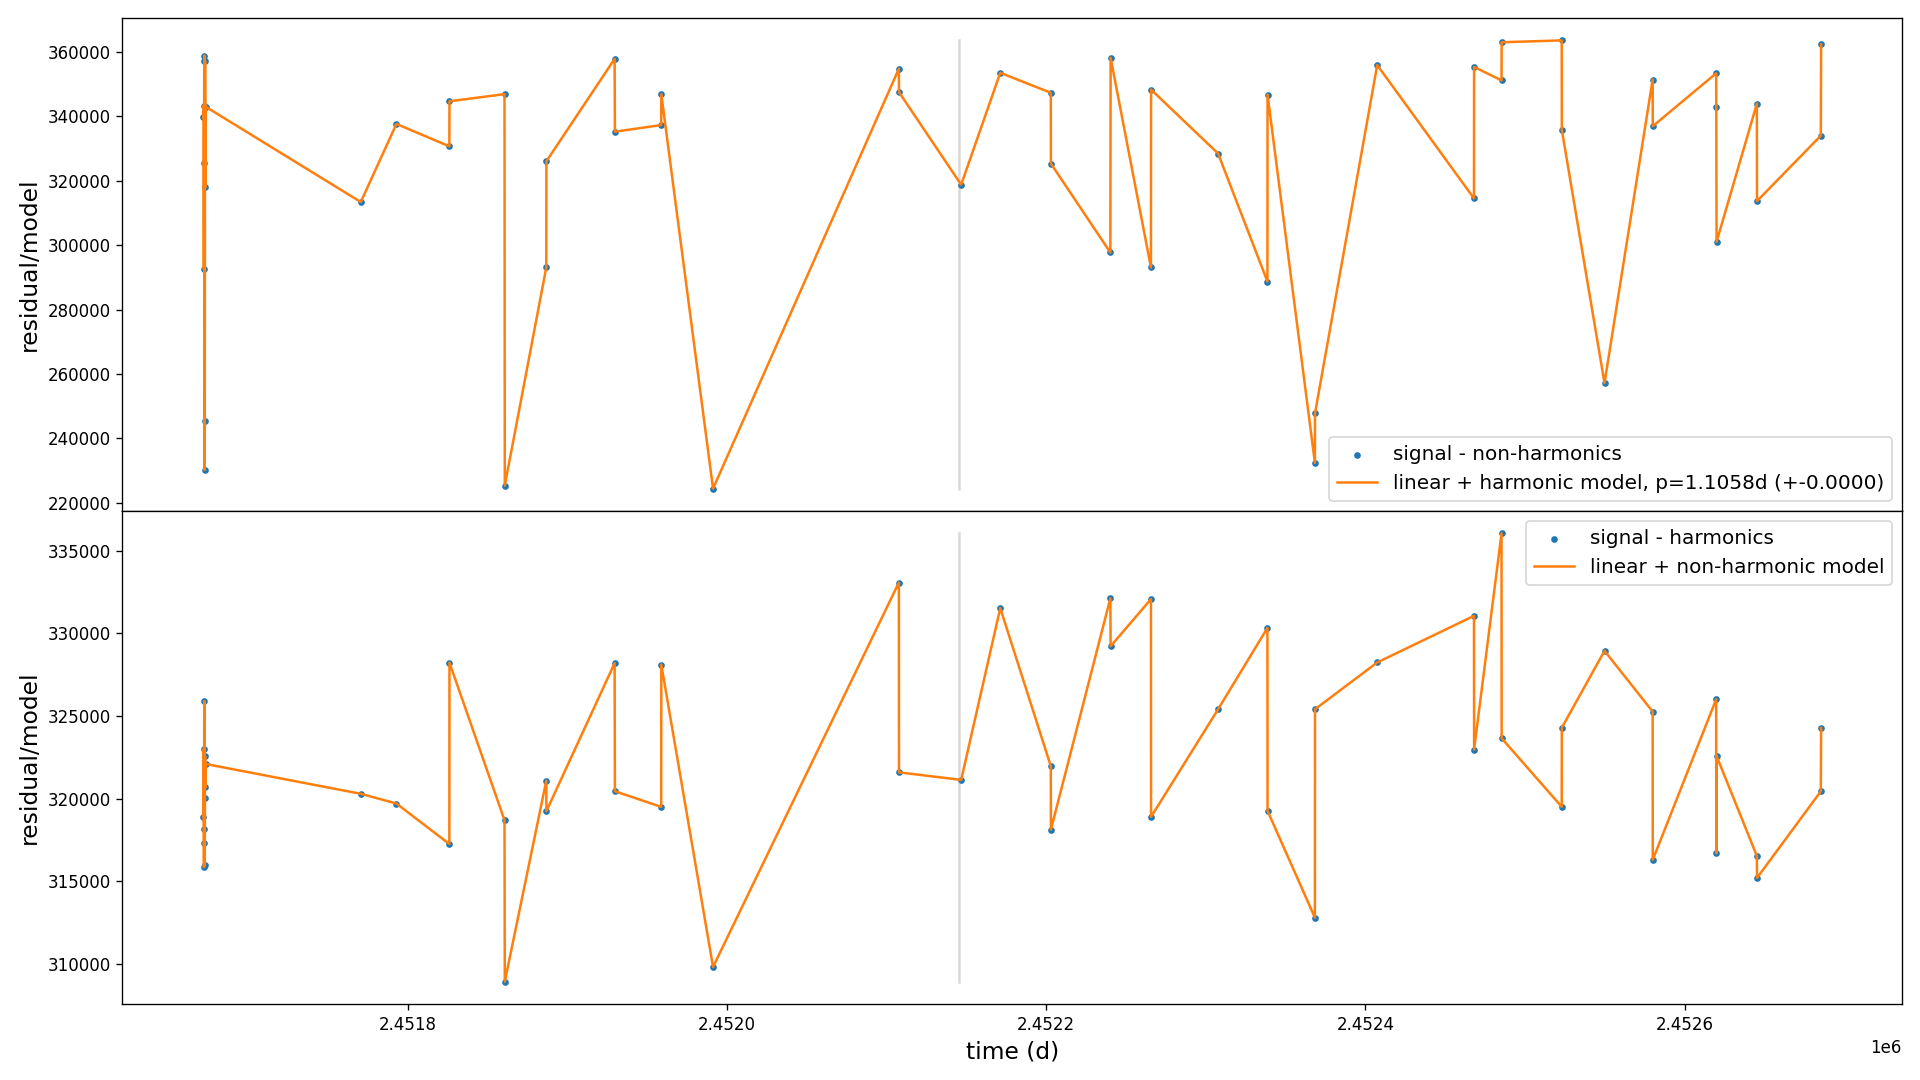 360000
340000
320000
300000
280000
260000
240000
220000
residual/model
signal - non-harmonics
linear + harmonic model, p=1.1058d (+-0.0000)
335000
330000
325000
320000
315000
310000
residual/model
signal - harmonics
linear + non-harmonic model
2.4518 2.4520 2.4522 2.4524 2.4526
1e6
time (d)